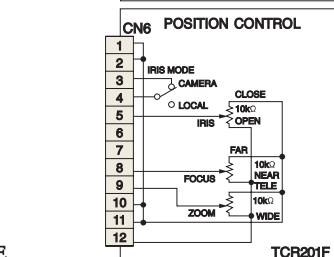 POSITION CONTROL
CN6
1
2
3
4
5
6
7
8
9
10
11
12
IRIS MODE
CAMERA
LOCAL
CLOSE
10kΩ
OPEN
IRIS
FAR
10kΩ
NEAR
FOCUS
TELE
10kΩ
ZOOM
WIDE
TCR201F